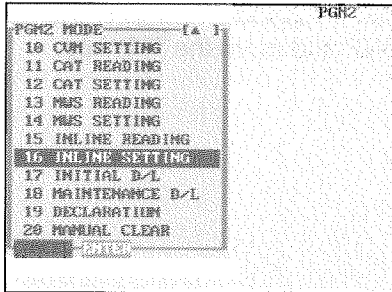 PGM2
PGM2 MODE [▲ ]
10 CVM SETTING
11 CAT READING
12 CAT SETTING
13 MWS READING
14 MWS SETTING
15 INLINE READING
16 INLINE SETTING
17 INITIAL D/L
18 MAINTENANCE D/L
19 DECLARATION
20 MANUAL CLEAR
ENTER